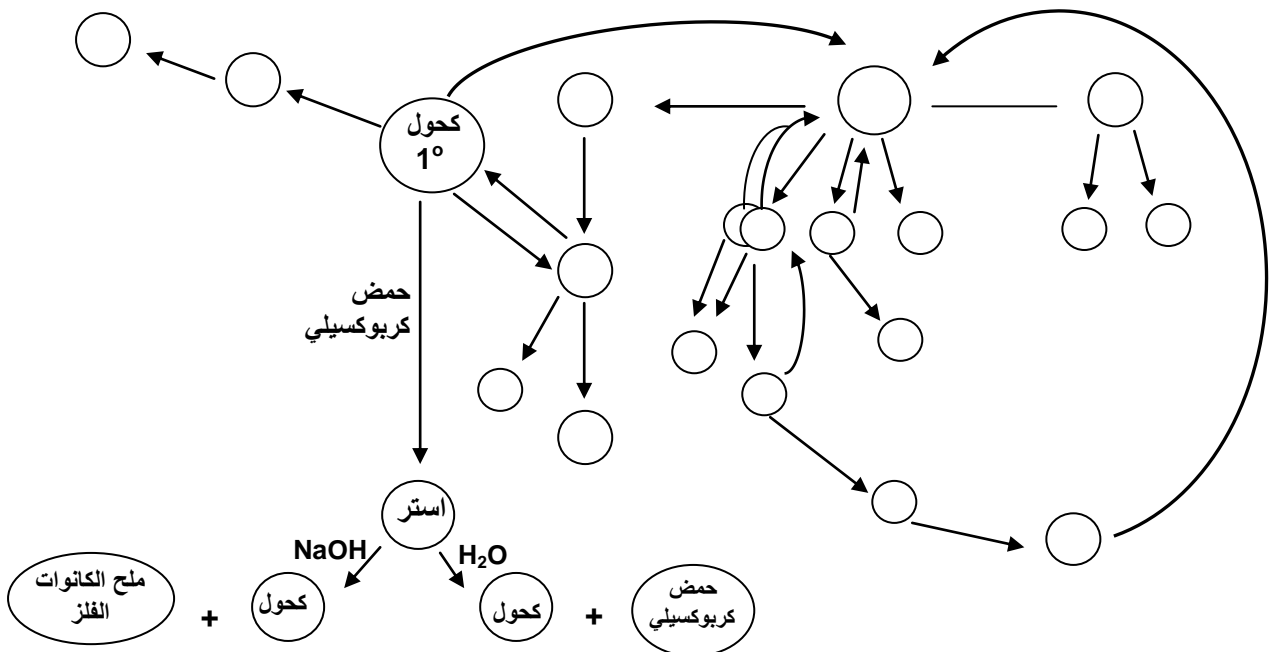 كحول
1°
حمض
كربوكسيلي
استر
NaOH
H₂O
ملح الكانوات
الفلز
+
كحول
كحول
+
حمض
كربوكسيلي